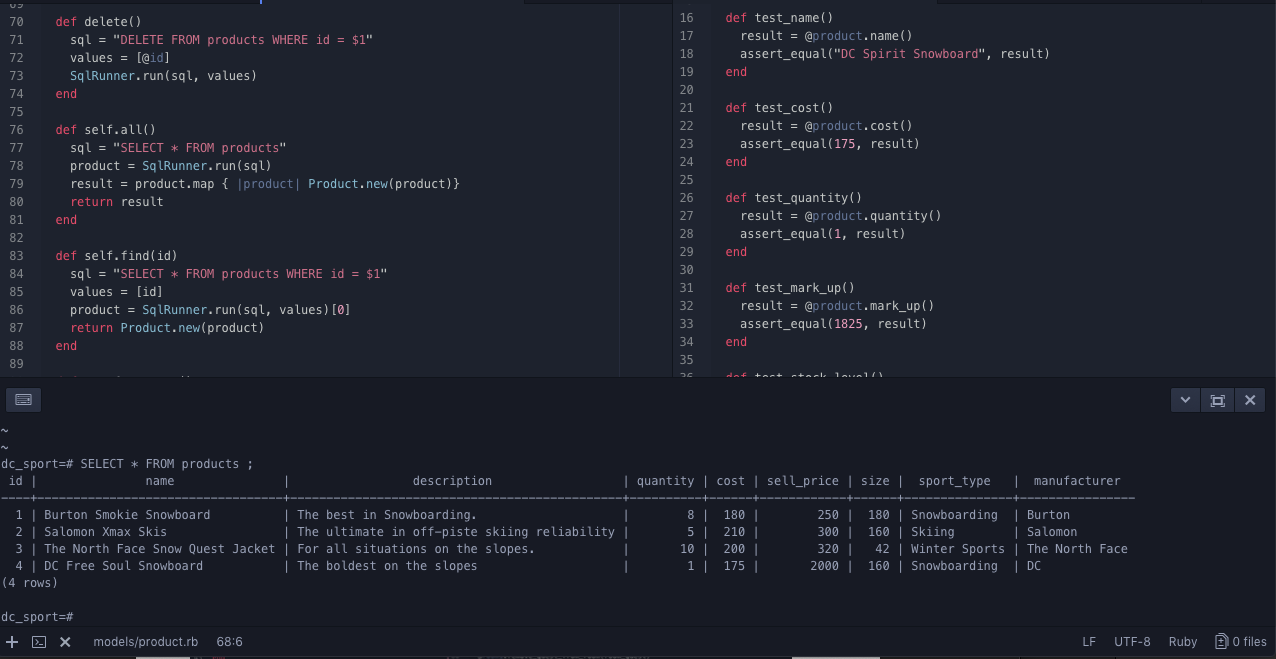 69
70 def delete()
71 sql = "DELETE FROM products WHERE id = $1"
72 values = [@id]
73 SqlRunner.run(sql, values)
74 end
75
76 def self.all()
77 sql = "SELECT * FROM products"
78 product = SqlRunner.run(sql)
79 result = product.map { |product| Product.new(product)}
80 return result
81 end
82
83 def self.find(id)
84 sql = "SELECT * FROM products WHERE id = $1"
85 values = [id]
86 product = SqlRunner.run(sql, values)[0]
87 return Product.new(product)
88 end
89
16 def test_name()
17 result = @product.name()
18 assert_equal("DC Spirit Snowboard", result)
19 end
20
21 def test_cost()
22 result = @product.cost()
23 assert_equal(175, result)
24 end
25
26 def test_quantity()
27 result = @product.quantity()
28 assert_equal(1, result)
29 end
30
31 def test_mark_up()
32 result = @product.mark_up()
33 assert_equal(1825, result)
34 end
35
36 def test_stock_level()
~
~
dc_sport=# SELECT * FROM products ;
id | name | description | quantity | cost | sell_price | size | sport_type | manufacturer
----+--------------------------------+----------------------------------------------+----------+------+------------+------+---------------+----------------
1 | Burton Smokie Snowboard | The best in Snowboarding. | 8 | 180 | 250 | 180 | Snowboarding | Burton
2 | Salomon Xmax Skis | The ultimate in off-piste skiing reliability | 5 | 210 | 300 | 160 | Skiing | Salomon
3 | The North Face Snow Quest Jacket | For all situations on the slopes. | 10 | 200 | 320 | 42 | Winter Sports | The North Face
4 | DC Free Soul Snowboard | The boldest on the slopes | 1 | 175 | 2000 | 160 | Snowboarding | DC
(4 rows)
dc_sport=#
models/product.rb 68:6 LF UTF-8 Ruby 0 files